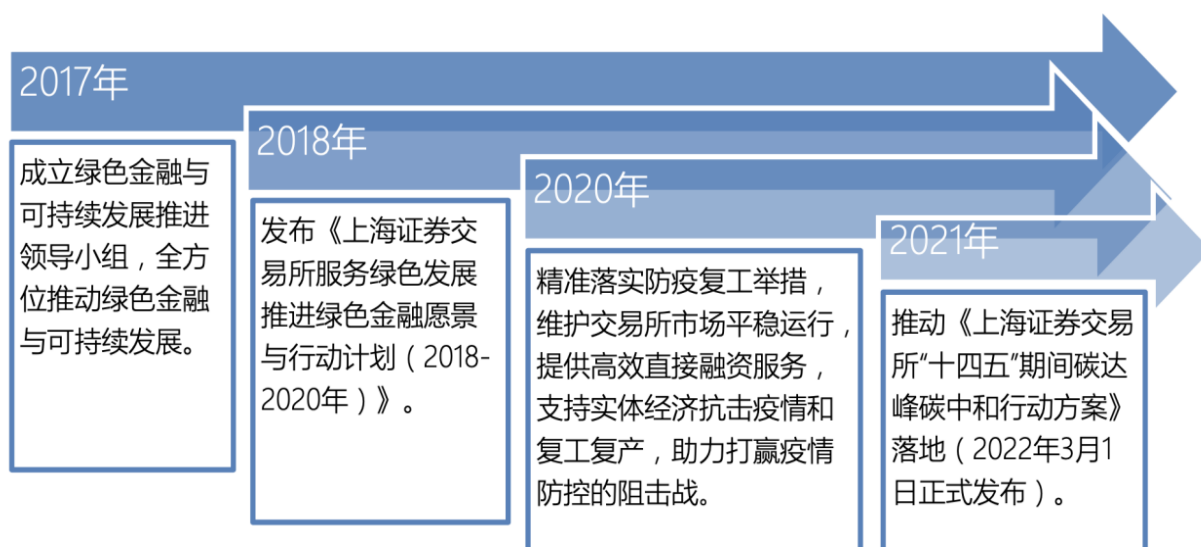 2017年
成立绿色金融与
可持续发展推进
领导小组，全方
位推动绿色金融
与可持续发展。
2018年
发布《上海证券交
易所服务绿色发展
推进绿色金融愿景
与行动计划（2018-
2020年）》。
2020年
精准落实防疫复工举措，
维护交易所市场平稳运行，
提供高效直接融资服务，
支持实体经济抗击疫情和
复工复产，助力打赢疫情
防控的阻击战。
2021年
推动《上海证券交易
所“十四五”期间碳达
峰碳中和行动方案》
落地（2022年3月1
日正式发布）。